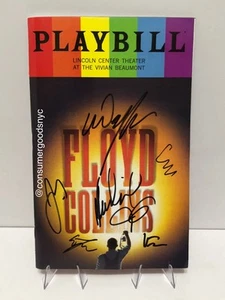 PLAYBILL
LINCOLN CENTER THEATER
AT THE VIVIAN BEAUMONT
@consumergoodsnyc
FLOYD
COLLINS